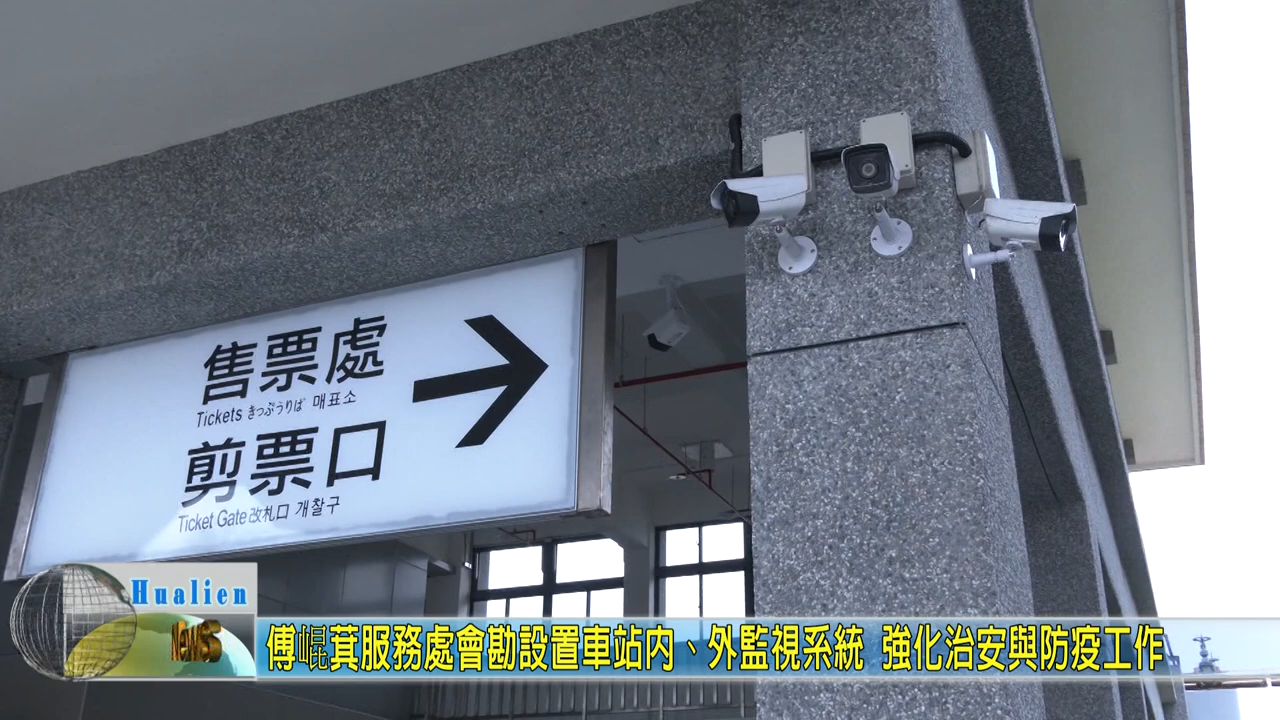 售票處
Tickets きっぷうりば 매표소
剪票口
Ticket Gate 改札口 개찰구
Hualien
NEWS
傅崐萁服務處會勘設置車站內、外監視系統 強化治安與防疫工作